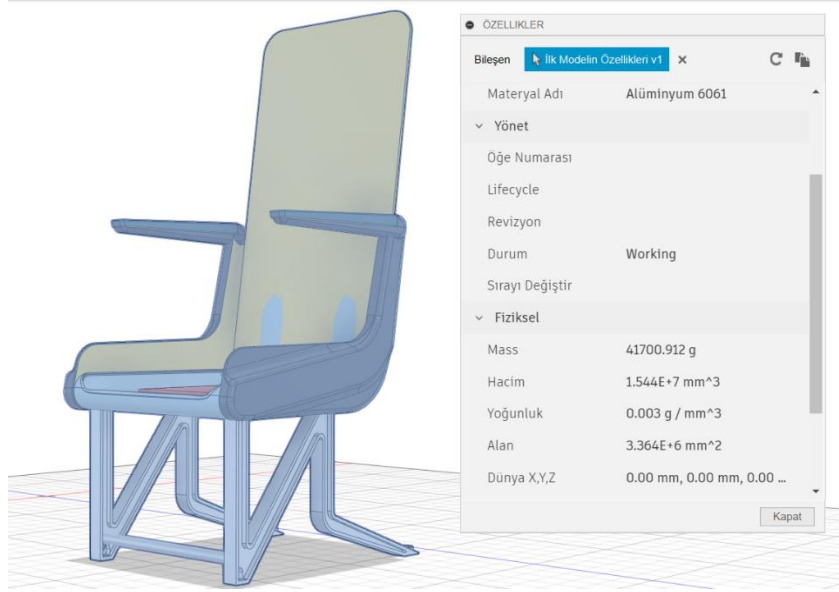 ÖZELLIKLER
Bileşen İlk Modelin Özellikleri v1
Materyal Adı Alüminyum 6061
Yönet
Öğe Numarası
Lifecycle
Revizyon
Durum Working
Sırayı Değiştir
Fiziksel
Mass 41700.912 g
Hacim 1.544E+7 mm^3
Yoğunluk 0.003 g / mm^3
Alan 3.364E+6 mm^2
Dünya X,Y,Z 0.00 mm, 0.00 mm, 0.00 ...
Kapat